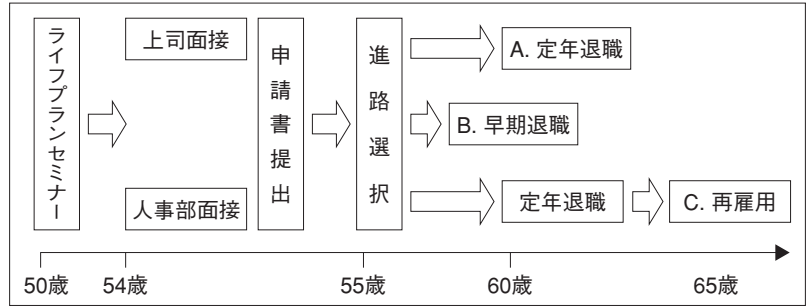 ライフプランセミナー
上司面接
人事部面接
申請書提出
進路選択
A. 定年退職
B. 早期退職
定年退職
C. 再雇用
50歳
54歳
55歳
60歳
65歳